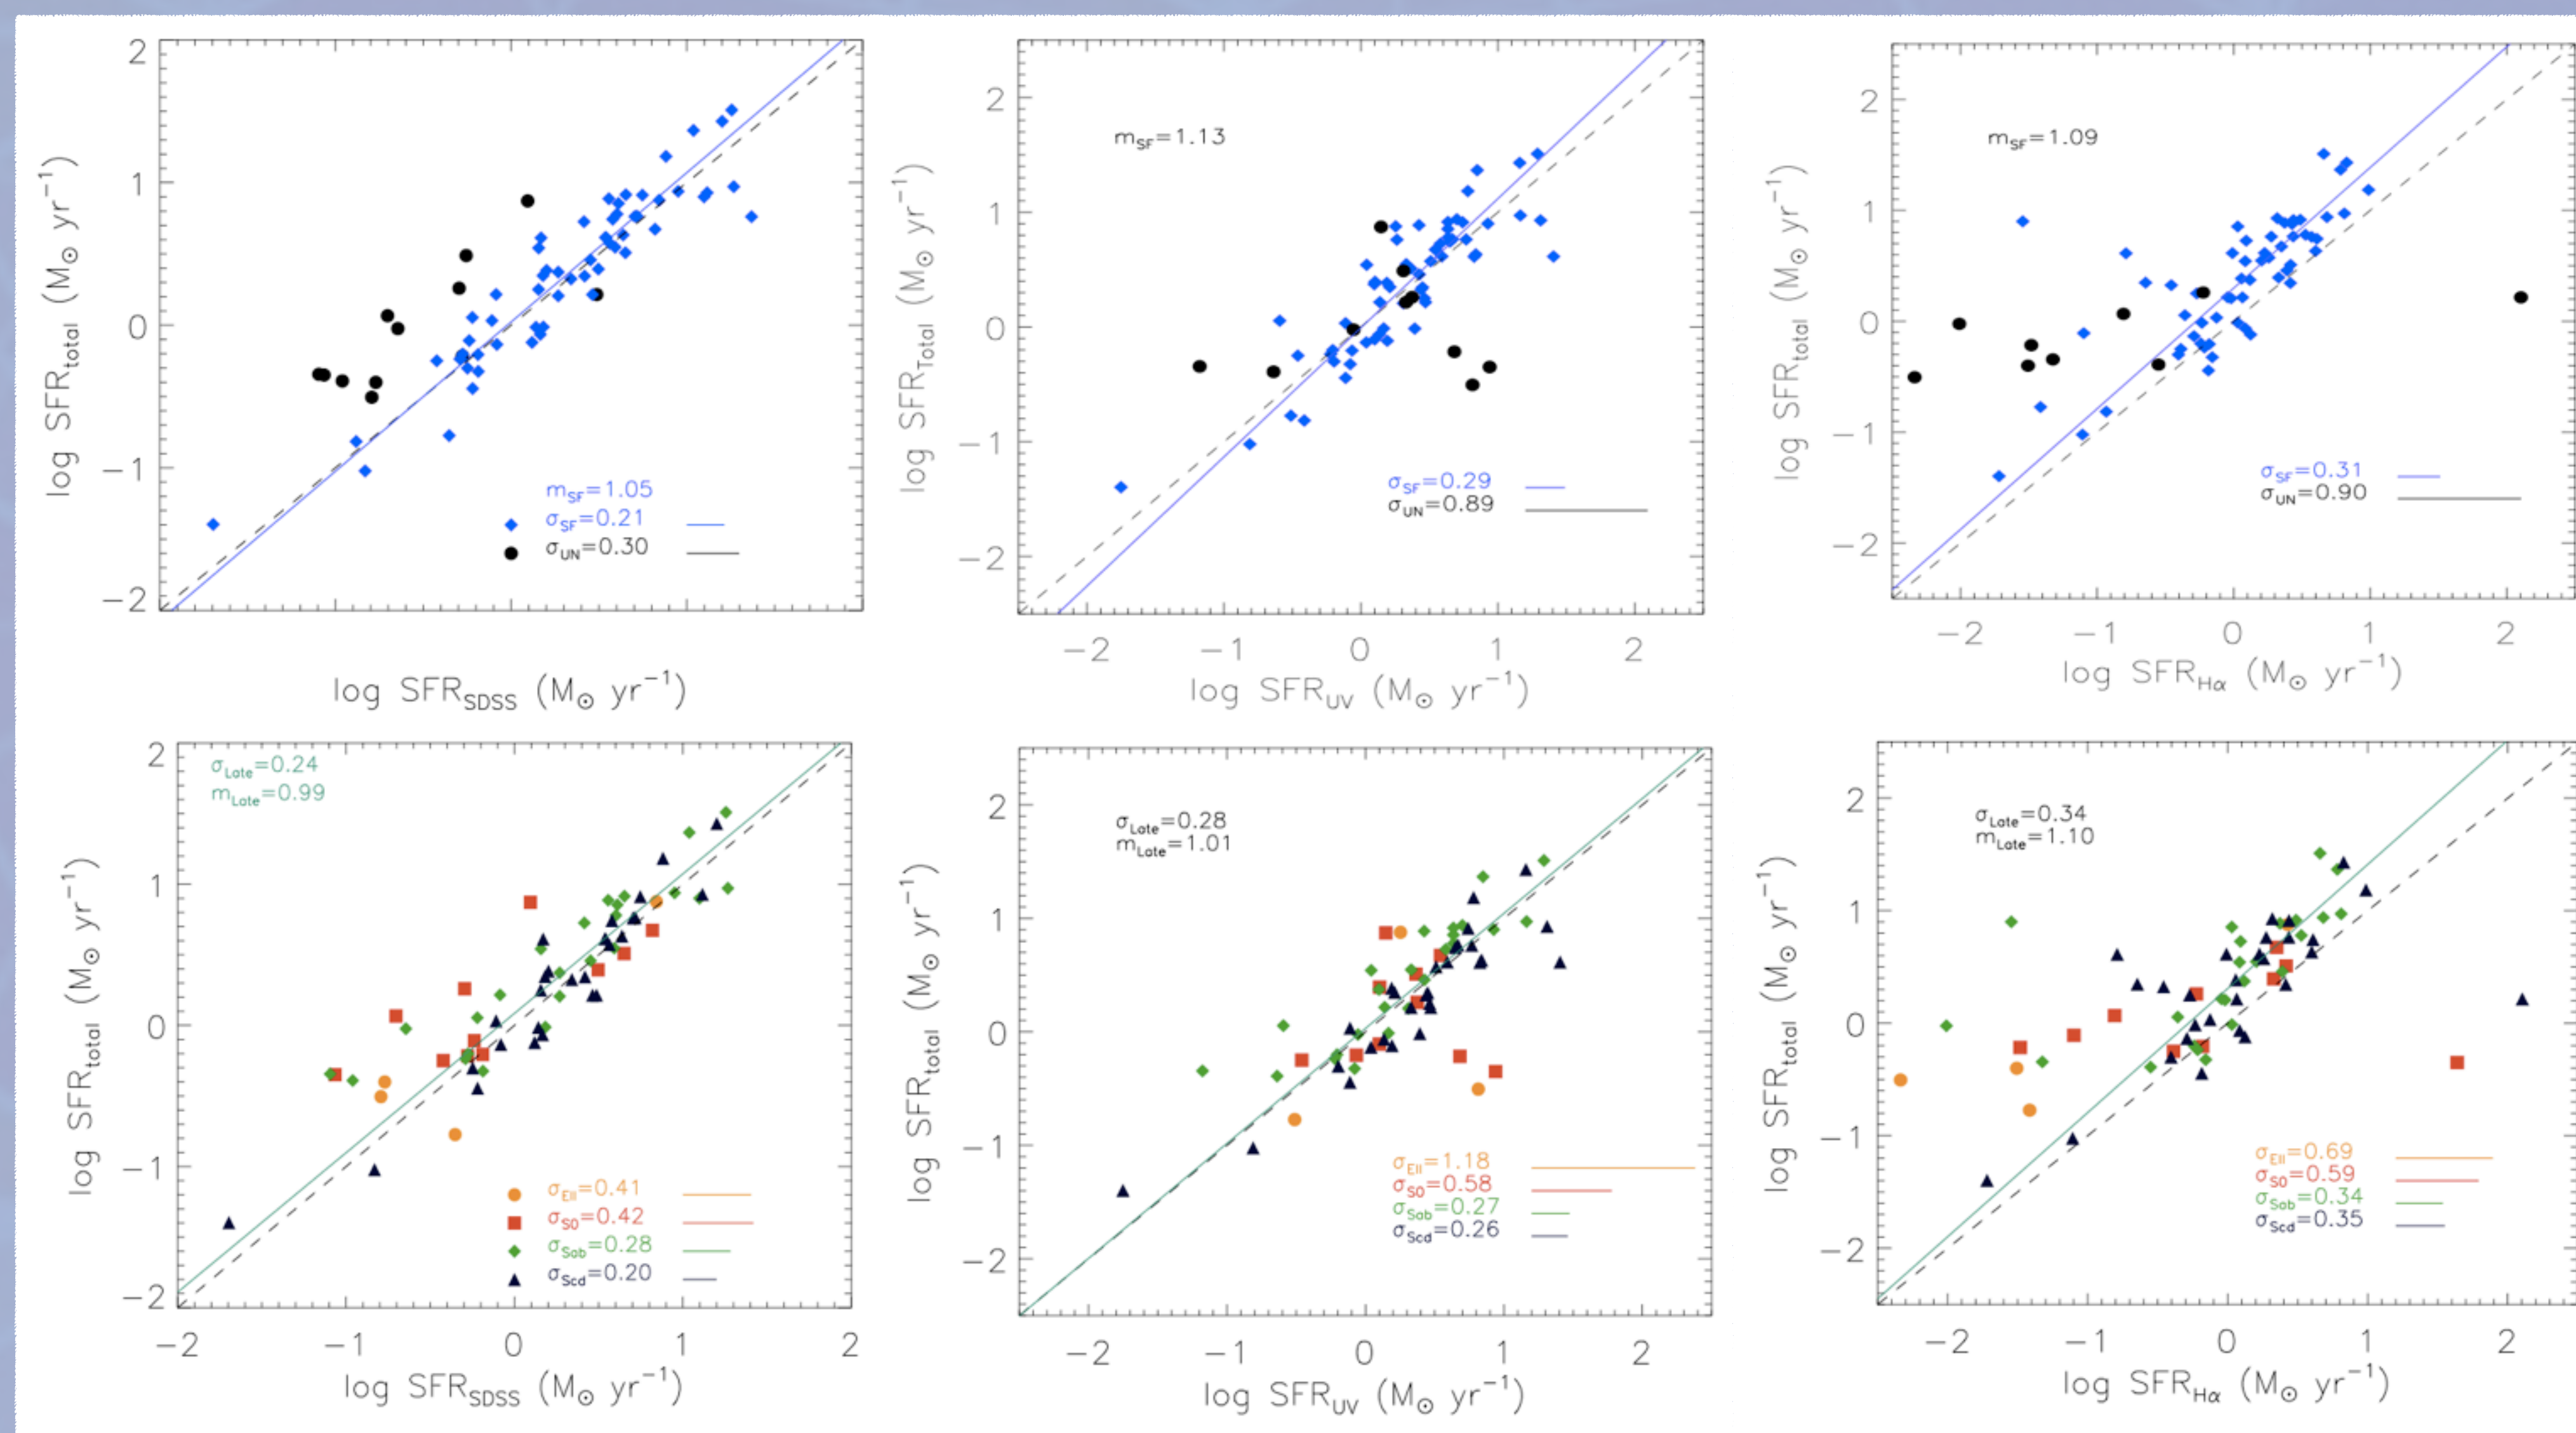 2
1
0
−1
−2
log SFR_total (M⊙ yr⁻¹)
m_SF=1.05
σ_SF=0.21
σ_UN=0.30
log SFR_SDSS (M⊙ yr⁻¹)
2
1
0
−1
−2
log SFR_Total (M⊙ yr⁻¹)
m_SF=1.13
σ_SF=0.29
σ_UN=0.89
−2 −1 0 1 2
log SFR_UV (M⊙ yr⁻¹)
2
1
0
−1
−2
log SFR_total (M⊙ yr⁻¹)
m_SF=1.09
σ_SF=0.31
σ_UN=0.90
−2 −1 0 1 2
log SFR_Hα (M⊙ yr⁻¹)
2
1
0
−1
−2
log SFR_total (M⊙ yr⁻¹)
σ_Late=0.24
m_Late=0.99
σ_Ell=0.41
σ_S0=0.42
σ_Sab=0.28
σ_Scd=0.20
−2 −1 0 1 2
log SFR_SDSS (M⊙ yr⁻¹)
2
1
0
−1
−2
log SFR_total (M⊙ yr⁻¹)
σ_Late=0.28
m_Late=1.01
σ_Ell=1.18
σ_S0=0.58
σ_Sab=0.27
σ_Scd=0.26
−2 −1 0 1 2
log SFR_UV (M⊙ yr⁻¹)
2
1
0
−1
−2
log SFR_total (M⊙ yr⁻¹)
σ_Late=0.34
m_Late=1.10
σ_Ell=0.69
σ_S0=0.59
σ_Sab=0.34
σ_Scd=0.35
−2 −1 0 1 2
log SFR_Hα (M⊙ yr⁻¹)